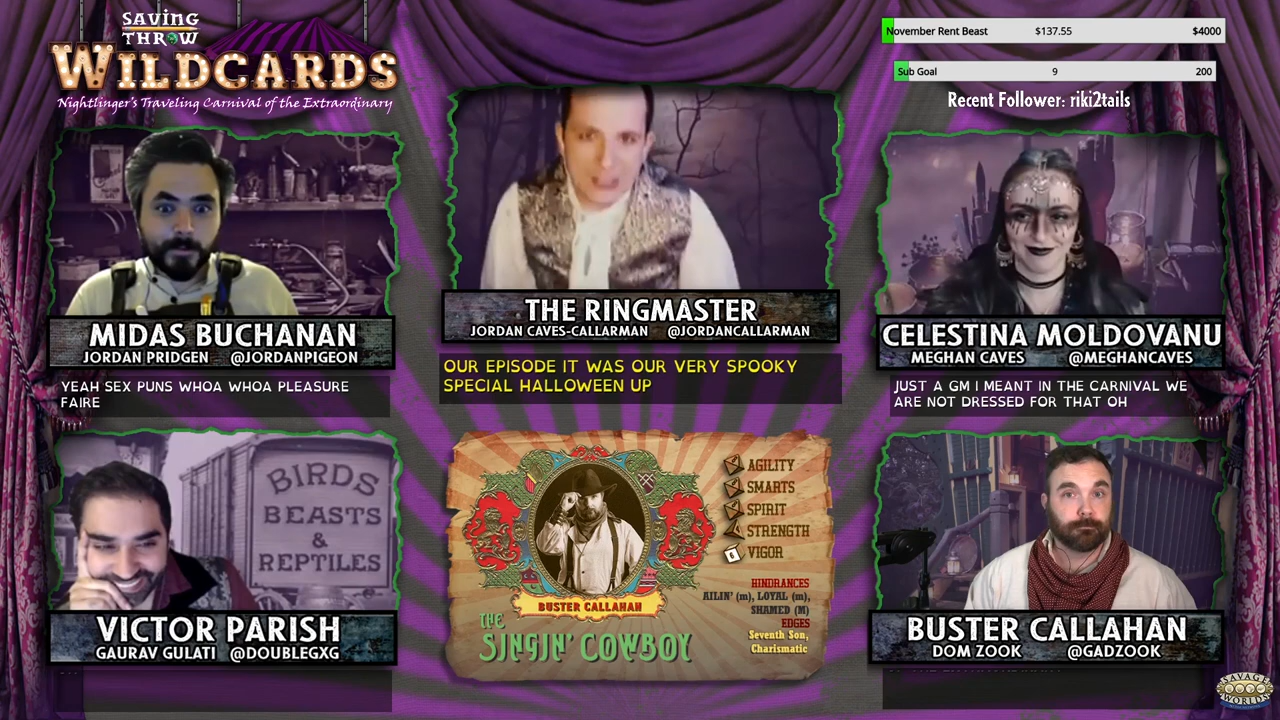 SAVING
THROW
WILDCARDS
Nightlinger's Traveling Carnival of the Extraordinary
November Rent Beast $137.55 $4000
Sub Goal 9 200
Recent Follower: riki2tails
MIDAS BUCHANAN
JORDAN PRIDGEN @JORDANPIGEON
YEAH SEX PUNS WHOA WHOA PLEASURE
FAIRE
THE RINGMASTER
JORDAN CAVES-CALLARMAN @JORDANCALLARMAN
OUR EPISODE IT WAS OUR VERY SPOOKY
SPECIAL HALLOWEEN UP
CELESTINA MOLDOVANU
MEGHAN CAVES @MEGHANCAVES
JUST A GM I MEANT IN THE CARNIVAL WE
ARE NOT DRESSED FOR THAT OH
BIRDS
BEASTS
&
REPTILES
VICTOR PARISH
GAURAV GULATI @DOUBLEGXG
AGILITY
SMARTS
SPIRIT
STRENGTH
6 VIGOR
HINDRANCES
AILIN' (m), LOYAL (m),
SHAMED (M)
EDGES
Seventh Son,
Charismatic
BUSTER CALLAHAN
THE
SINGIN' COWBOY
BUSTER CALLAHAN
DOM ZOOK @GADZOOK
SAVAGE
WORLDS